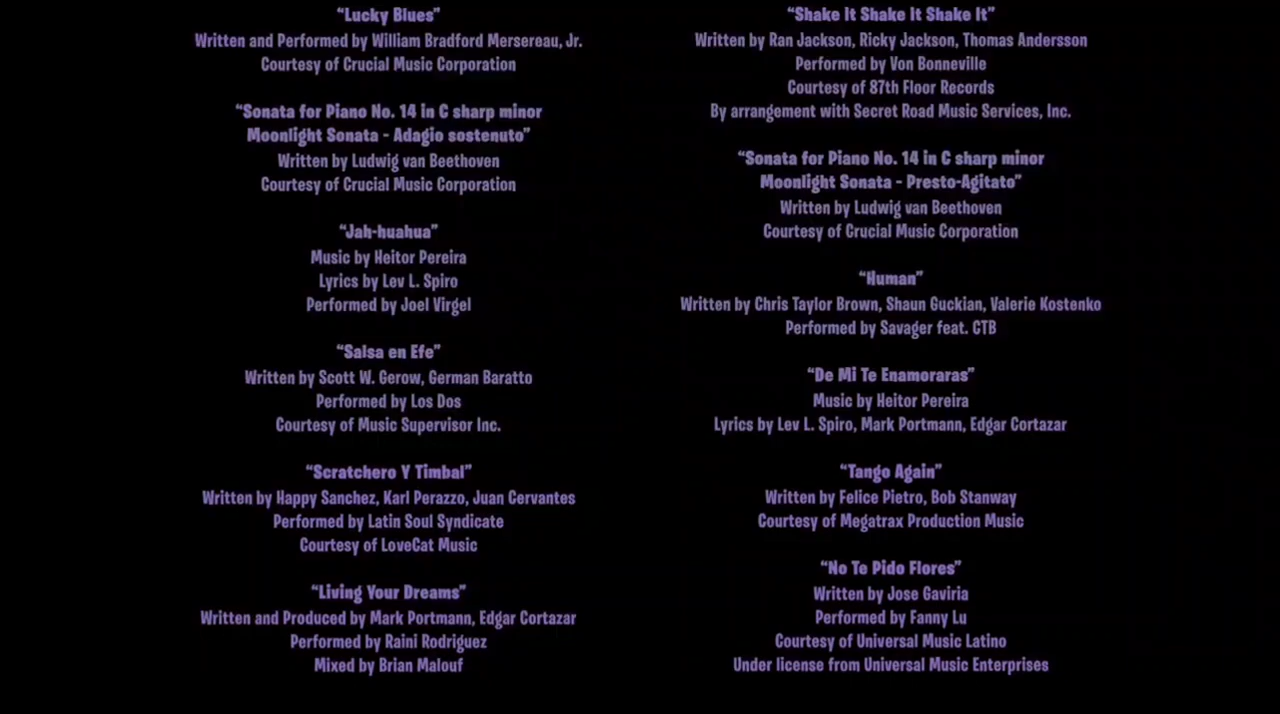 “Lucky Blues”
Written and Performed by William Bradford Mersereau, Jr.
Courtesy of Crucial Music Corporation
“Sonata for Piano No. 14 in C sharp minor
Moonlight Sonata - Adagio sostenuto”
Written by Ludwig van Beethoven
Courtesy of Crucial Music Corporation
“Jah-huahua”
Music by Heitor Pereira
Lyrics by Lev L. Spiro
Performed by Joel Virgel
“Salsa en Efe”
Written by Scott W. Gerow, German Baratto
Performed by Los Dos
Courtesy of Music Supervisor Inc.
“Scratchero Y Timbal”
Written by Happy Sanchez, Karl Perazzo, Juan Cervantes
Performed by Latin Soul Syndicate
Courtesy of LoveCat Music
“Living Your Dreams”
Written and Produced by Mark Portmann, Edgar Cortazar
Performed by Raini Rodriguez
Mixed by Brian Malouf
“Shake It Shake It Shake It”
Written by Ran Jackson, Ricky Jackson, Thomas Andersson
Performed by Von Bonneville
Courtesy of 87th Floor Records
By arrangement with Secret Road Music Services, Inc.
“Sonata for Piano No. 14 in C sharp minor
Moonlight Sonata - Presto-Agitato”
Written by Ludwig van Beethoven
Courtesy of Crucial Music Corporation
“Human”
Written by Chris Taylor Brown, Shaun Guckian, Valerie Kostenko
Performed by Savager feat. CTB
“De Mi Te Enamoraras”
Music by Heitor Pereira
Lyrics by Lev L. Spiro, Mark Portmann, Edgar Cortazar
“Tango Again”
Written by Felice Pietro, Bob Stanway
Courtesy of Megatrax Production Music
“No Te Pido Flores”
Written by Jose Gaviria
Performed by Fanny Lu
Courtesy of Universal Music Latino
Under license from Universal Music Enterprises